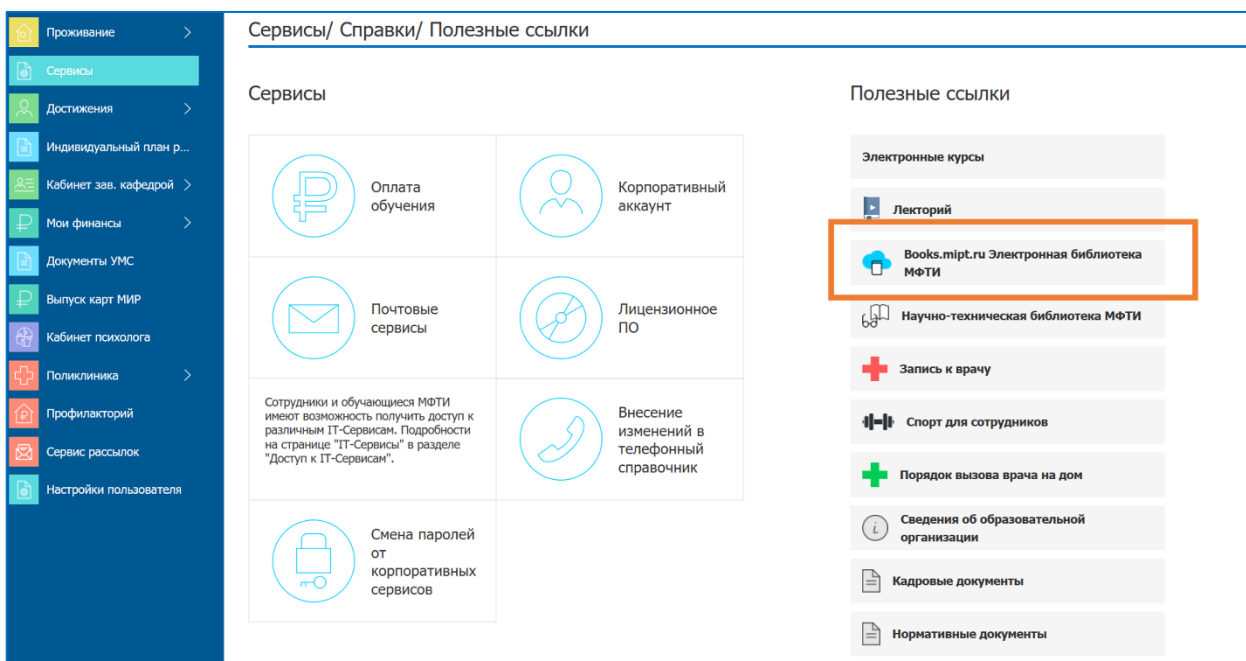 Проживание
Сервисы
Достижения
Индивидуальный план р...
Кабинет зав. кафедрой
Мои финансы
Документы УМС
Выпуск карт МИР
Кабинет психолога
Поликлиника
Профилакторий
Сервис рассылок
Настройки пользователя
Сервисы/ Справки/ Полезные ссылки
Сервисы
Оплата
обучения
Корпоративный
аккаунт
Почтовые
сервисы
Лицензионное
ПО
Сотрудники и обучающиеся МФТИ
имеют возможность получить доступ к
различным IT-Сервисам. Подробности
на странице "IT-Сервисы" в разделе
"Доступ к IT-Сервисам".
Внесение
изменений в
телефонный
справочник
Смена паролей
от
корпоративных
сервисов
Полезные ссылки
Электронные курсы
Лекторий
Books.mipt.ru Электронная библиотека
МФТИ
Научно-техническая библиотека МФТИ
Запись к врачу
Спорт для сотрудников
Порядок вызова врача на дом
Сведения об образовательной
организации
Кадровые документы
Нормативные документы